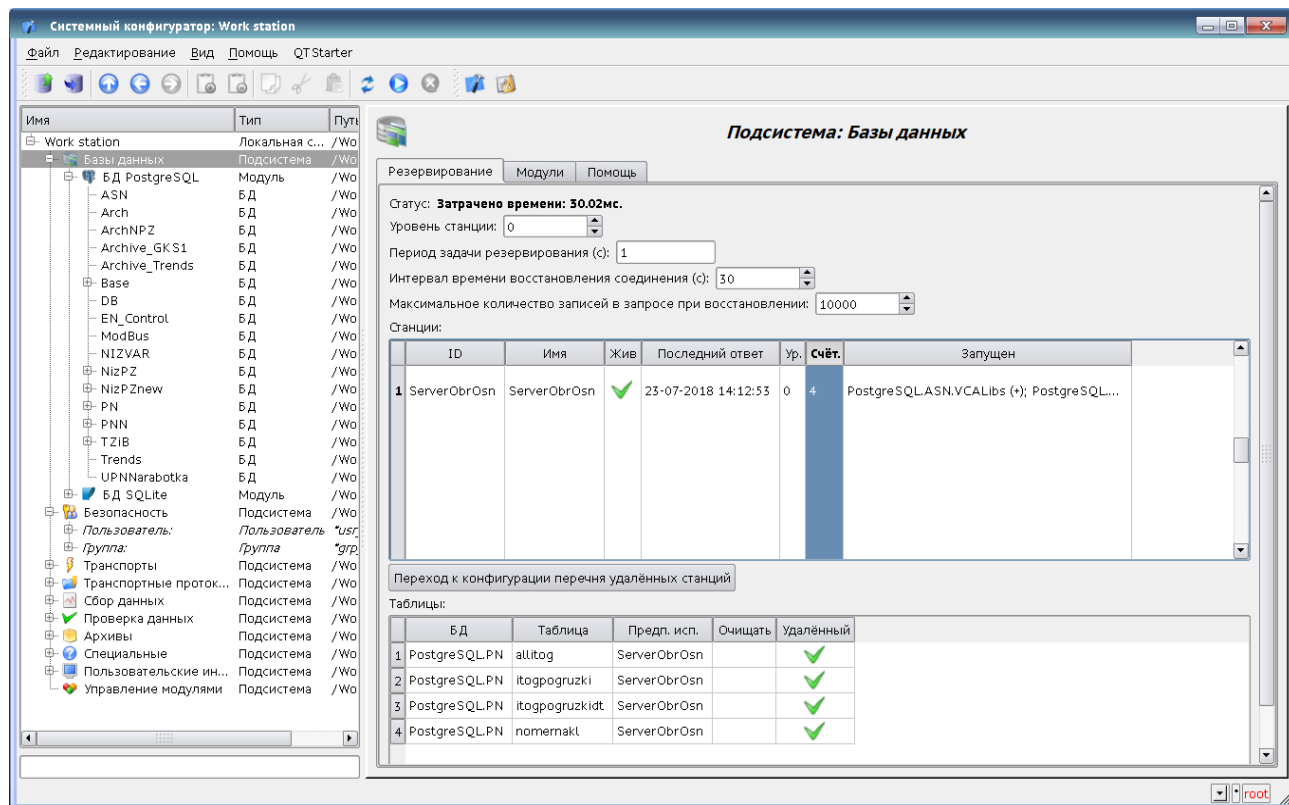 Системный конфигуратор: Work station
Файл Редактирование Вид Помощь QTStarter
Имя Тип Путь
Work station Локальная с... /Wo
Базы данных Подсистема /Wo
БД PostgreSQL Модуль /Wo
ASN БД /Wo
Arch БД /Wo
ArchNPZ БД /Wo
Archive_GKS1 БД /Wo
Archive_Trends БД /Wo
Base БД /Wo
DB БД /Wo
EN_Control БД /Wo
ModBus БД /Wo
NIZVAR БД /Wo
NizPZ БД /Wo
NizPZnew БД /Wo
PN БД /Wo
PNN БД /Wo
TZiB БД /Wo
Trends БД /Wo
UPNNarabotka БД /Wo
БД SQLite Модуль /Wo
Безопасность Подсистема /Wo
Пользователь: Пользователь "usr
Группа: Группа "grp
Транспорты Подсистема /Wo
Транспортные проток... Подсистема /Wo
Сбор данных Подсистема /Wo
Проверка данных Подсистема /Wo
Архивы Подсистема /Wo
Специальные Подсистема /Wo
Пользовательские ин... Подсистема /Wo
Управление модулями Подсистема /Wo
Подсистема: Базы данных
Резервирование Модули Помощь
Статус: Затрачено времени: 30.02мс.
Уровень станции: 0
Период задачи резервирования (с): 1
Интервал времени восстановления соединения (с): 30
Максимальное количество записей в запросе при восстановлении: 10000
Станции:
ID Имя Жив Последний ответ Ур. Счёт. Запущен
1 ServerObrOsn ServerObrOsn 23-07-2018 14:12:53 0 4 PostgreSQL.ASN.VCALibs (+); PostgreSQL....
Переход к конфигурации перечня удалённых станций
Таблицы:
БД Таблица Предп. исп. Очищать Удалённый
1 PostgreSQL.PN allitog ServerObrOsn
2 PostgreSQL.PN itogpogruzki ServerObrOsn
3 PostgreSQL.PN itogpogruzkidt ServerObrOsn
4 PostgreSQL.PN nomernakl ServerObrOsn
* root